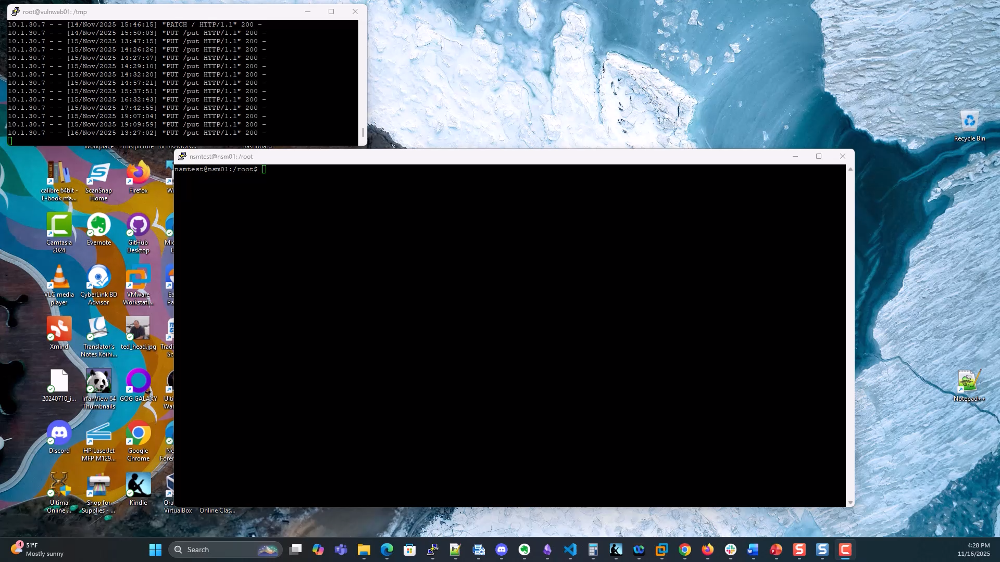 root@vulnweb01: /tmp
10.1.30.7 - - [14/Nov/2025 15:46:15] "PATCH / HTTP/1.1" 200 -
10.1.30.7 - - [14/Nov/2025 15:50:03] "PUT /put HTTP/1.1" 200 -
10.1.30.7 - - [15/Nov/2025 13:47:15] "PUT /put HTTP/1.1" 200 -
10.1.30.7 - - [15/Nov/2025 14:26:26] "PUT /put HTTP/1.1" 200 -
10.1.30.7 - - [15/Nov/2025 14:27:47] "PUT /put HTTP/1.1" 200 -
10.1.30.7 - - [15/Nov/2025 14:29:10] "PUT /put HTTP/1.1" 200 -
10.1.30.7 - - [15/Nov/2025 14:32:20] "PUT /put HTTP/1.1" 200 -
10.1.30.7 - - [15/Nov/2025 14:57:21] "PUT /put HTTP/1.1" 200 -
10.1.30.7 - - [15/Nov/2025 15:37:51] "PUT /put HTTP/1.1" 200 -
10.1.30.7 - - [15/Nov/2025 16:32:43] "PUT /put HTTP/1.1" 200 -
10.1.30.7 - - [15/Nov/2025 17:42:55] "PUT /put HTTP/1.1" 200 -
10.1.30.7 - - [15/Nov/2025 19:07:04] "PUT /put HTTP/1.1" 200 -
10.1.30.7 - - [15/Nov/2025 19:09:59] "PUT /put HTTP/1.1" 200 -
10.1.30.7 - - [16/Nov/2025 13:27:02] "PUT /put HTTP/1.1" 200 -
Workplace this picture & DRAGON... Dashboard
nsmtest@nsm01: /root
nsmtest@nsm01:/root$
Recycle Bin
calibre 64bit -
E-book ma...
ScanSnap
Home
Firefox
Camtasia
2024
Evernote
GitHub
Desktop
VLC media
player
CyberLink BD
Advisor
VMware
Workstati...
Xmind
Translator's
Notes Koihi...
ted_head.jpg
20240710_i...
IrfanView 64
Thumbnails
GOG GALAXY
Notepad++
Discord
HP LaserJet
MFP M129...
Google
Chrome
Ultima
Online ...
Shop for
Supplies - ...
Kindle
VirtualBox
Online Clas...
4
51°F
Mostly sunny
Search
4:28 PM
11/16/2025